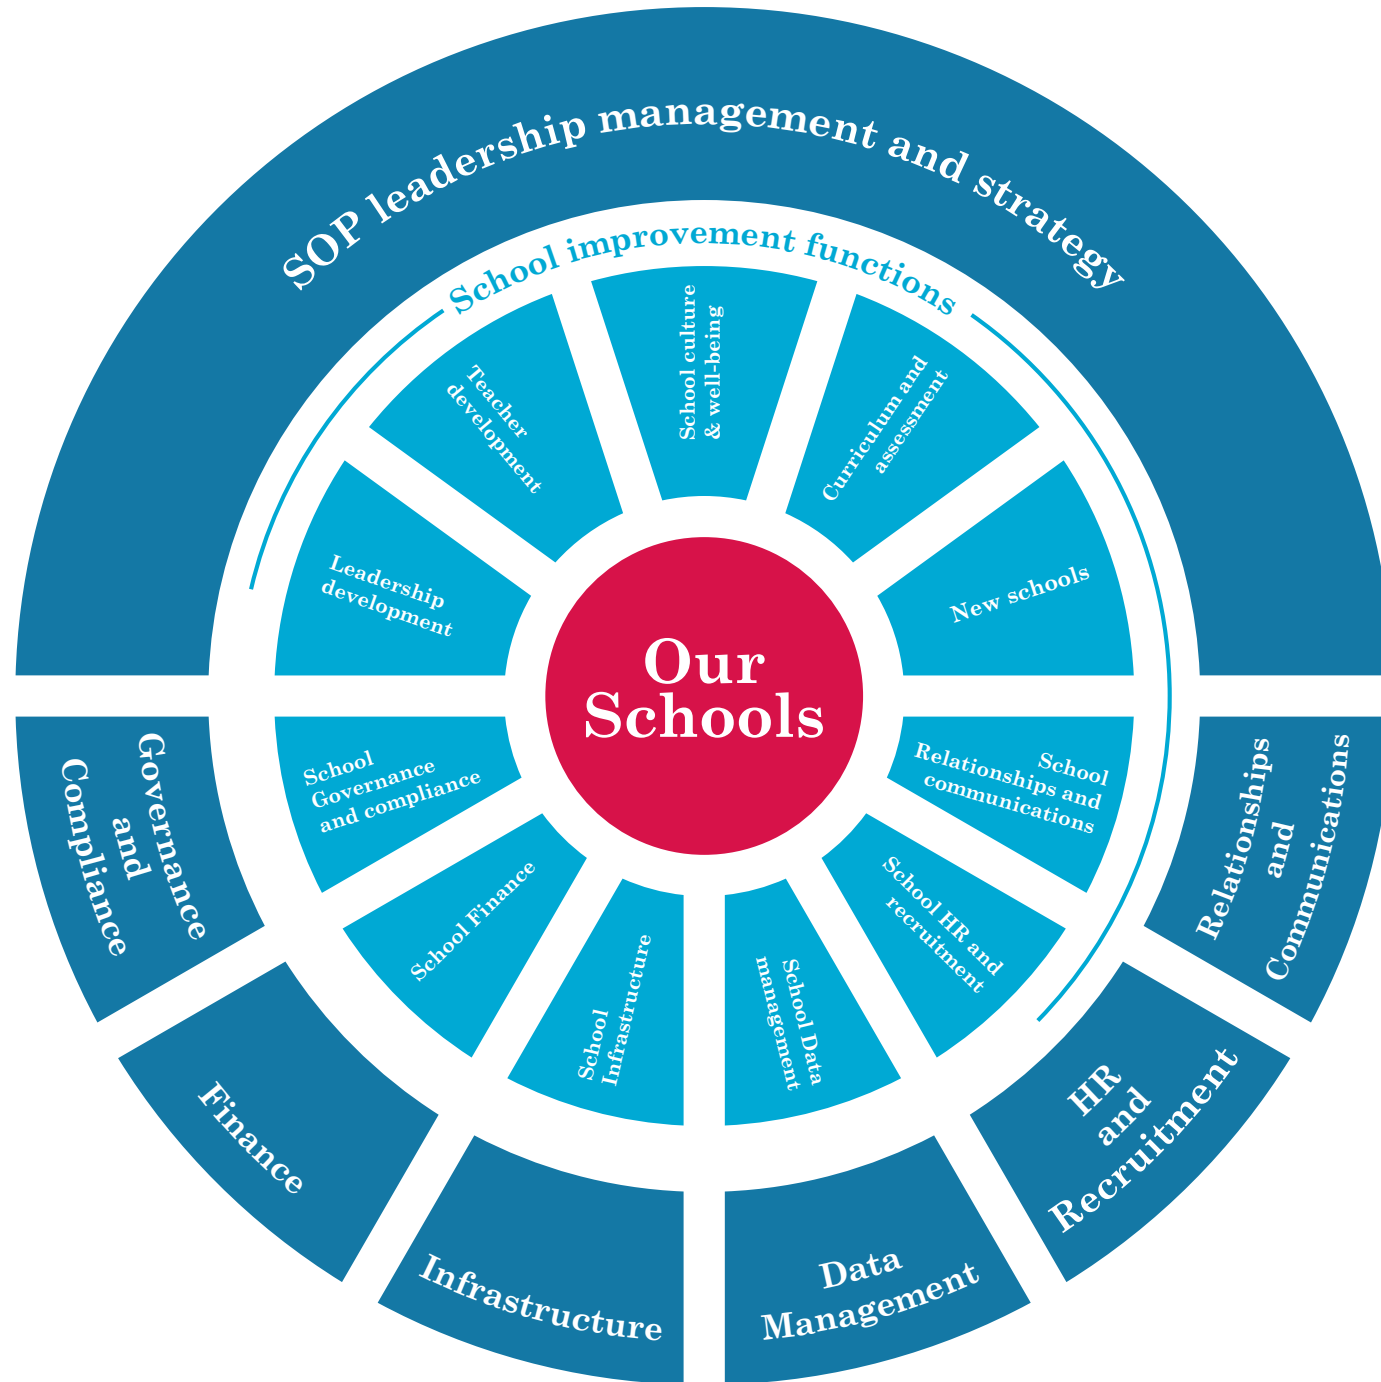 SOP leadership management and strategy
School improvement functions
Leadership
development
Teacher
development
School culture
& well-being
Curriculum and
assessment
New schools
Our
Schools
School
Governance
and compliance
School Finance
School
Infrastructure
School Data
management
School HR and
recruitment
School
Relationships and
communications
Governance
and
Compliance
Finance
Infrastructure
Data
Management
HR
and
Recruitment
Relationships
and
Communications